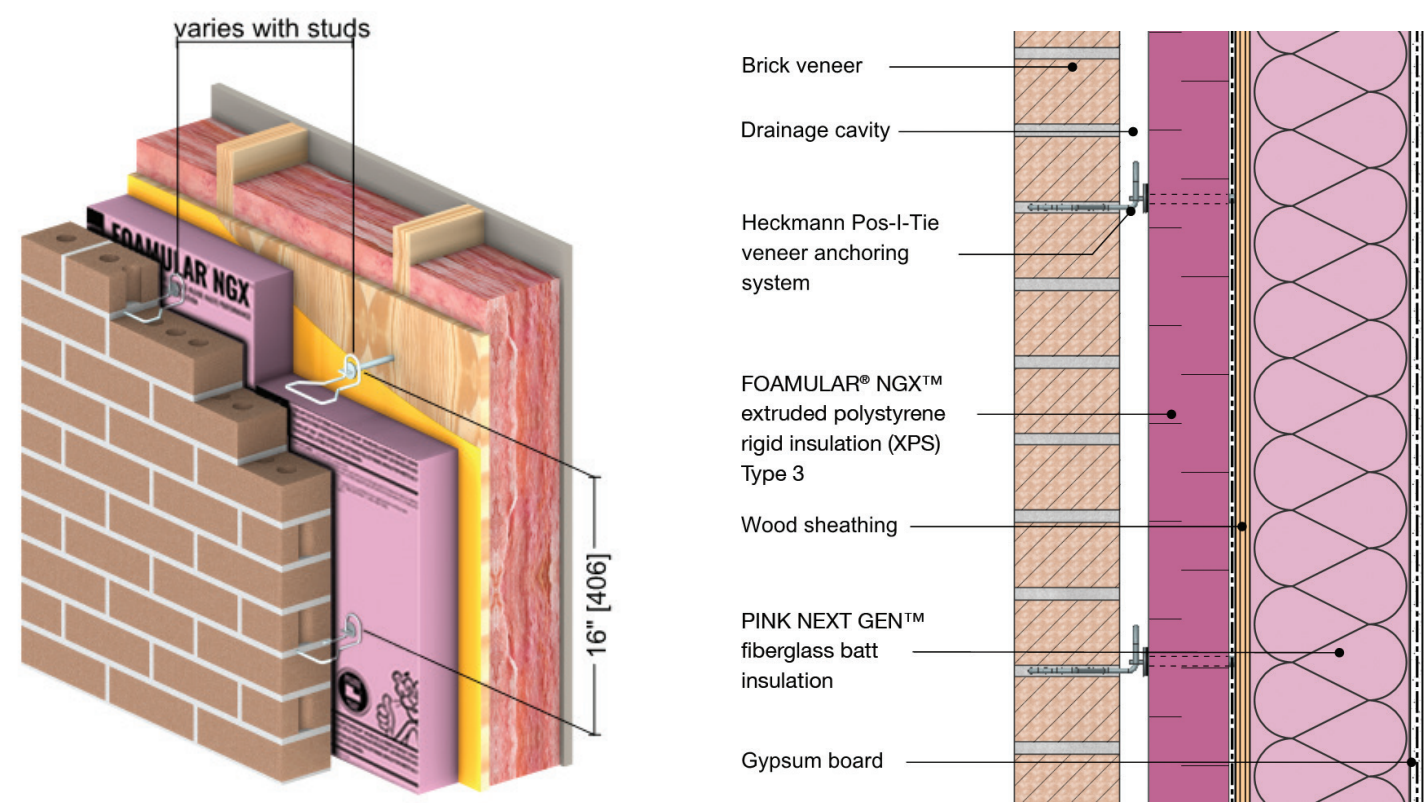 varies with studs
FOAMULAR NGX
16" [406]
Brick veneer
Drainage cavity
Heckmann Pos-I-Tie
veneer anchoring
system
FOAMULAR® NGX™
extruded polystyrene
rigid insulation (XPS)
Type 3
Wood sheathing
PINK NEXT GEN™
fiberglass batt
insulation
Gypsum board